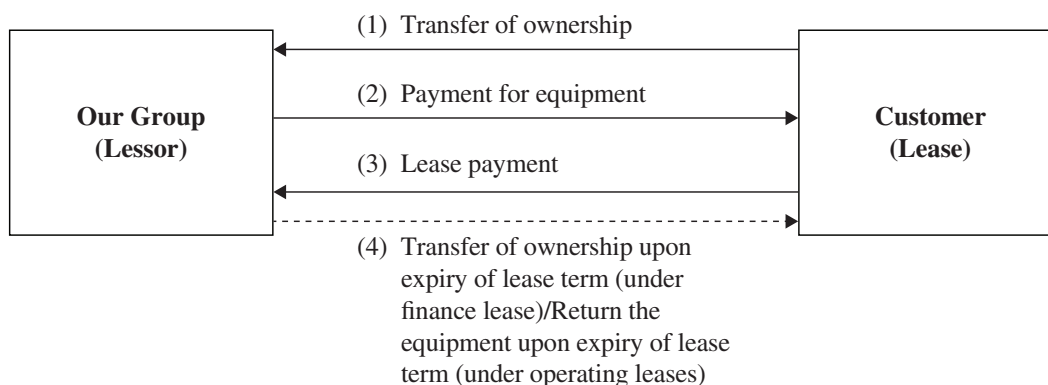 (1) Transfer of ownership
(2) Payment for equipment
Our Group
(Lessor)
Customer
(Lease)
(3) Lease payment
(4) Transfer of ownership upon
expiry of lease term (under
finance lease)/Return the
equipment upon expiry of lease
term (under operating leases)